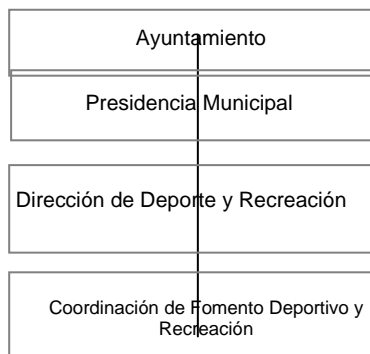 Ayuntamiento
Presidencia Municipal
Dirección de Deporte y Recreación
Coordinación de Fomento Deportivo y
Recreación